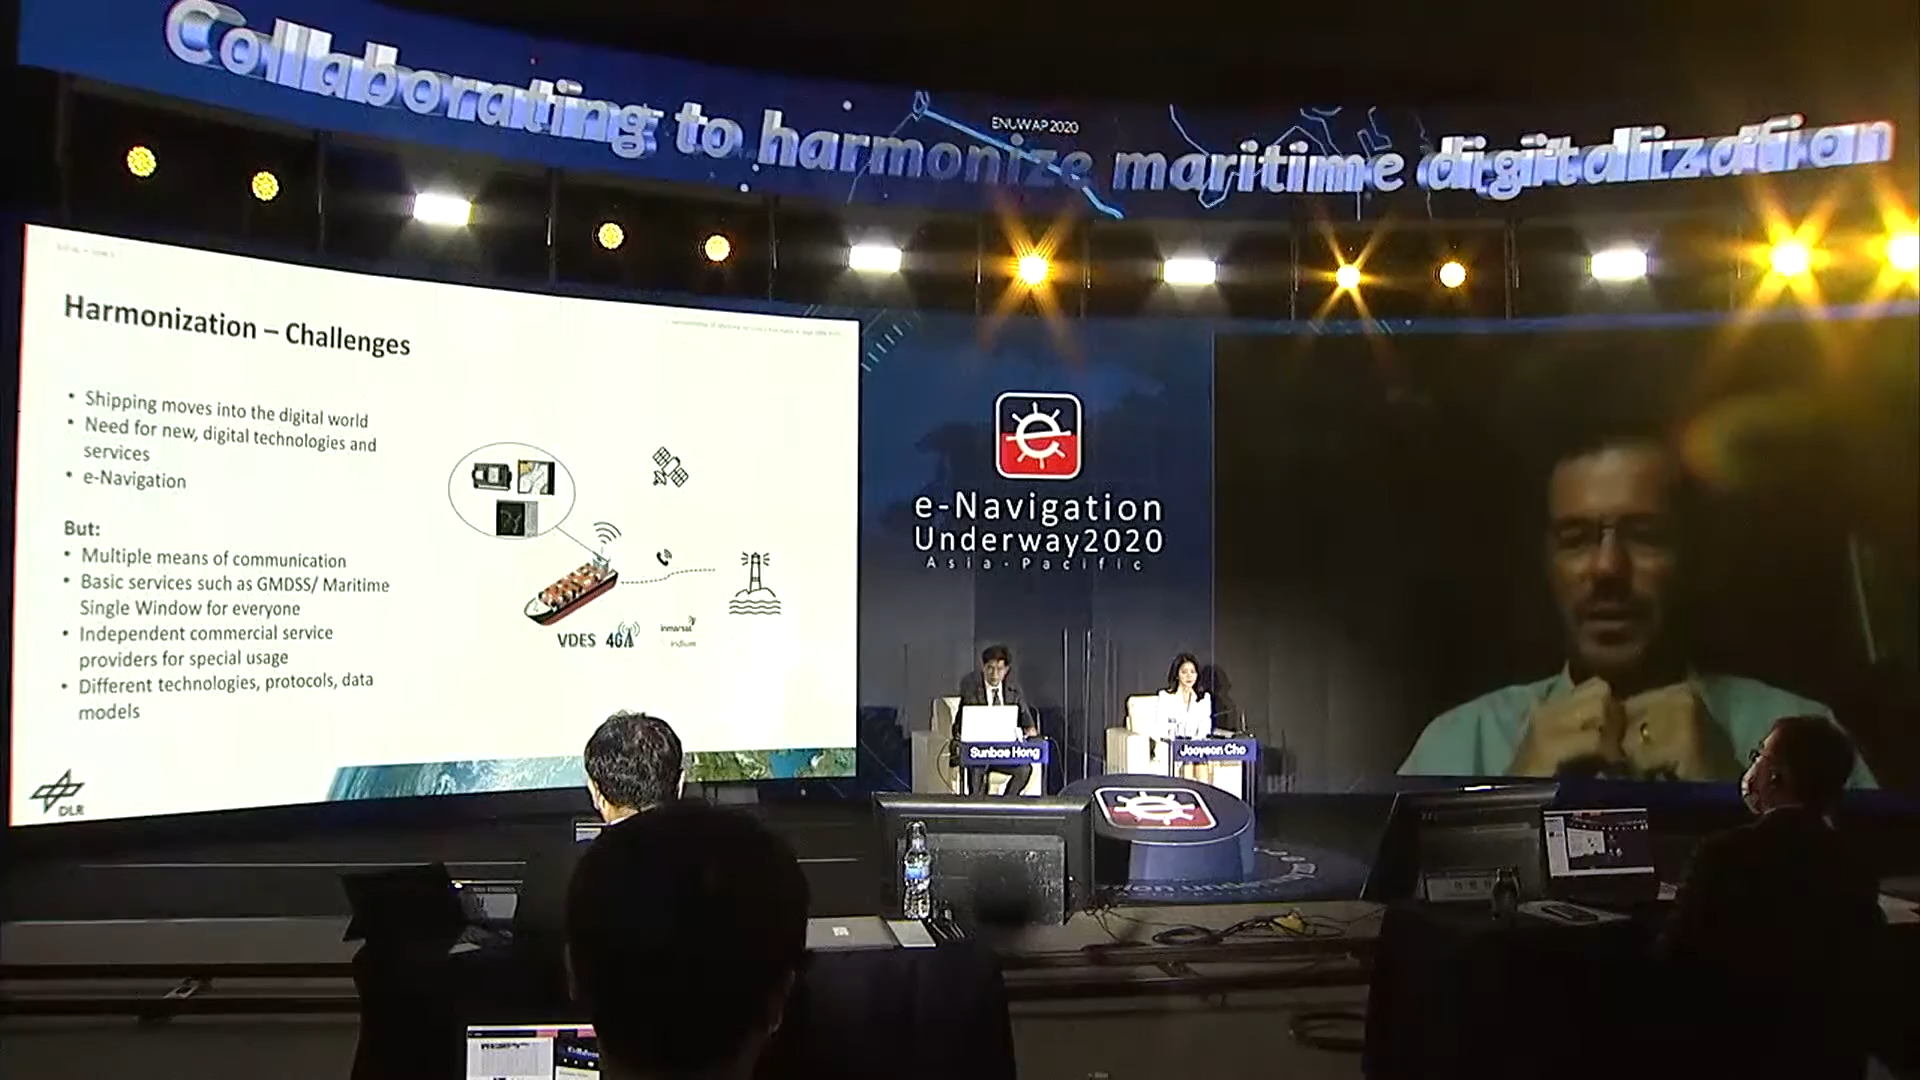 Collaborating to harmonize maritime digitalization
ENUWAP2020
Harmonization – Challenges
• Shipping moves into the digital world
• Need for new, digital technologies and
services
• e-Navigation
But:
• Multiple means of communication
• Basic services such as GMDSS/ Maritime
Single Window for everyone
• Independent commercial service
providers for special usage
• Different technologies, protocols, data
models
VDES 4G
inmarsat
iridium
DLR
e-Navigation
Underway2020
Asia-Pacific
Sunbae Hong
Jooyeon Cho